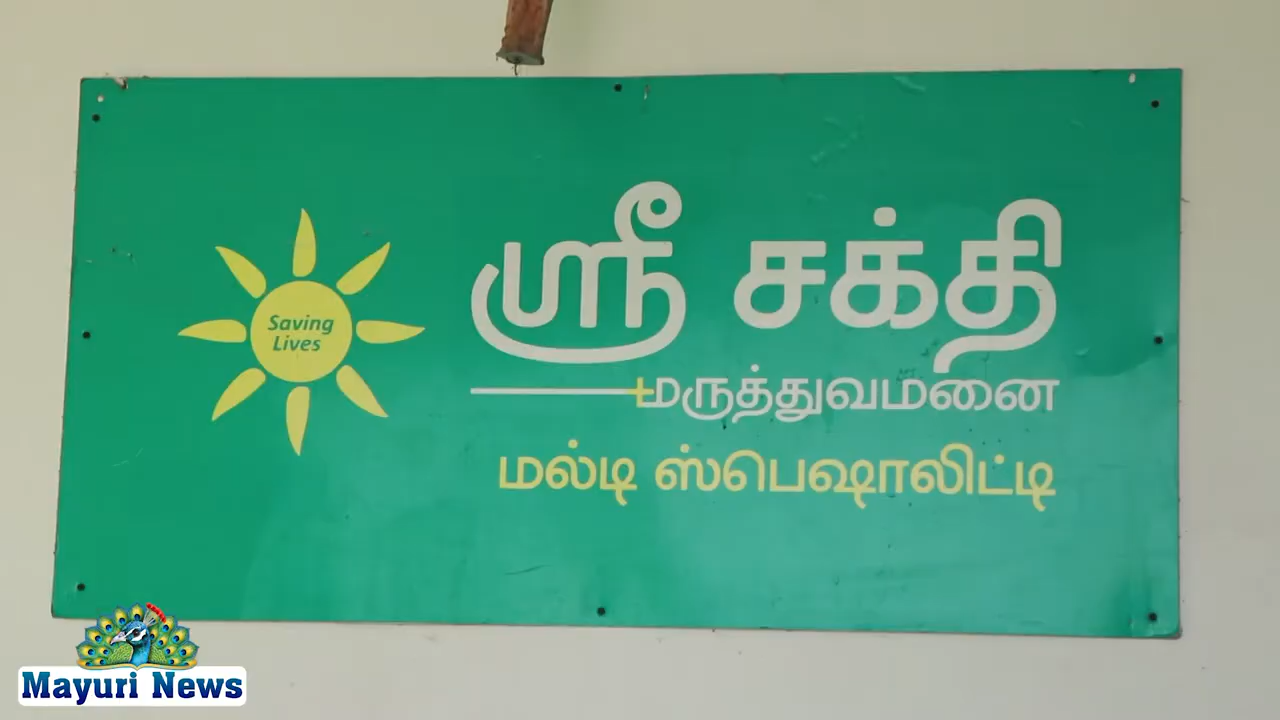 Saving
Lives
ஸ்ரீ சக்தி
மருத்துவமனை
மல்டி ஸ்பெஷாலிட்டி
Mayuri News